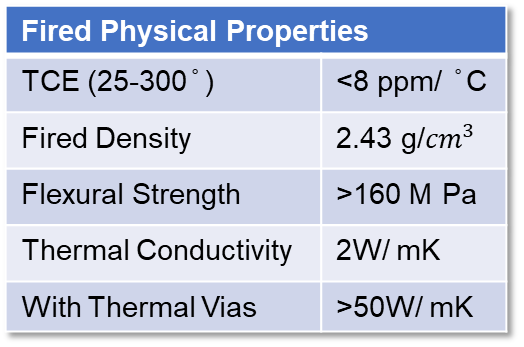 Fired Physical Properties
TCE (25-300˚) <8 ppm/ ˚C
Fired Density 2.43 g/cm³
Flexural Strength >160 M Pa
Thermal Conductivity 2W/ mK
With Thermal Vias >50W/ mK